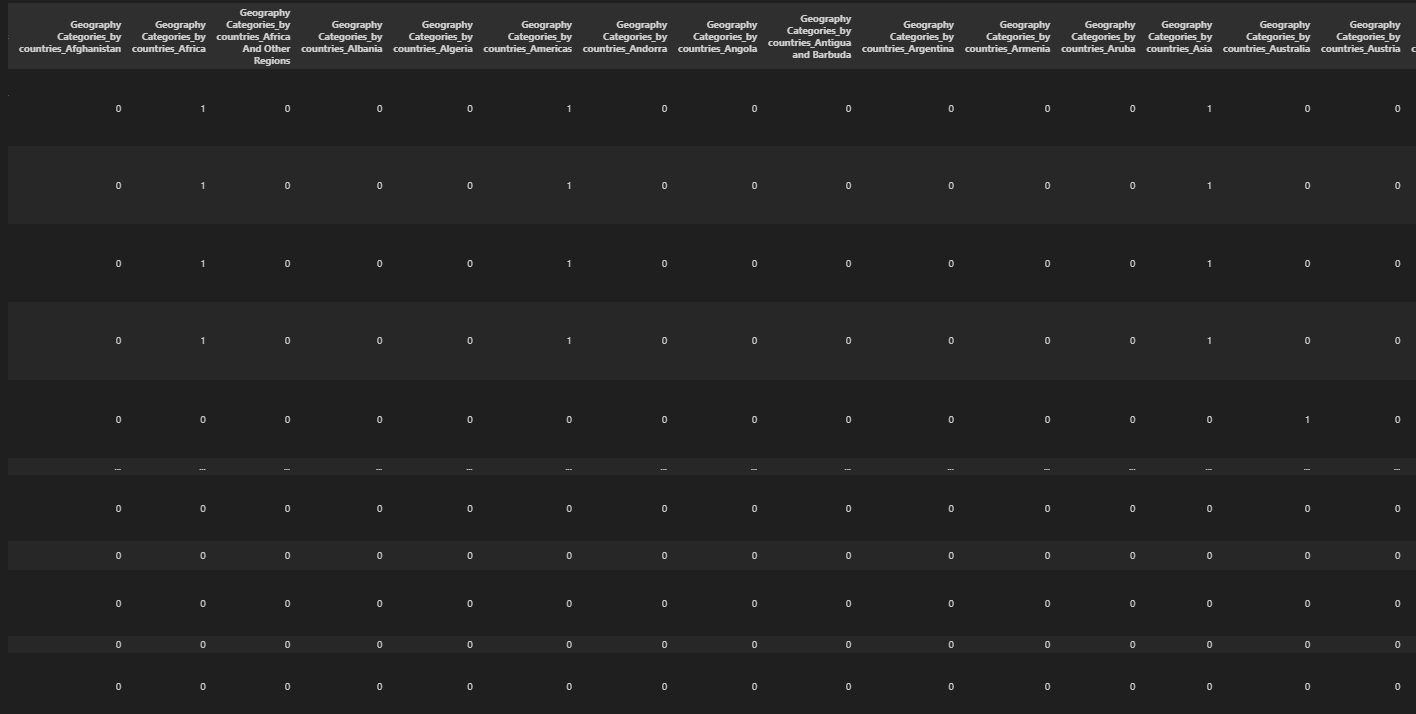 Geography Categories_by countries_Afghanistan Geography Categories_by countries_Africa Geography Categories_by countries_Africa And Other Regions Geography Categories_by countries_Albania Geography Categories_by countries_Algeria Geography Categories_by countries_Americas Geography Categories_by countries_Andorra Geography Categories_by countries_Angola Geography Categories_by countries_Antigua and Barbuda Geography Categories_by countries_Argentina Geography Categories_by countries_Armenia Geography Categories_by countries_Aruba Geography Categories_by countries_Asia Geography Categories_by countries_Australia Geography Categories_by countries_Austria
0 1 0 0 0 1 0 0 0 0 0 0 1 0 0
0 1 0 0 0 1 0 0 0 0 0 0 1 0 0
0 1 0 0 0 1 0 0 0 0 0 0 1 0 0
0 1 0 0 0 1 0 0 0 0 0 0 1 0 0
0 0 0 0 0 0 0 0 0 0 0 0 0 1 0
... ... ... ... ... ... ... ... ... ... ... ... ... ... ...
0 0 0 0 0 0 0 0 0 0 0 0 0 0 0
0 0 0 0 0 0 0 0 0 0 0 0 0 0 0
0 0 0 0 0 0 0 0 0 0 0 0 0 0 0
0 0 0 0 0 0 0 0 0 0 0 0 0 0 0
0 0 0 0 0 0 0 0 0 0 0 0 0 0 0